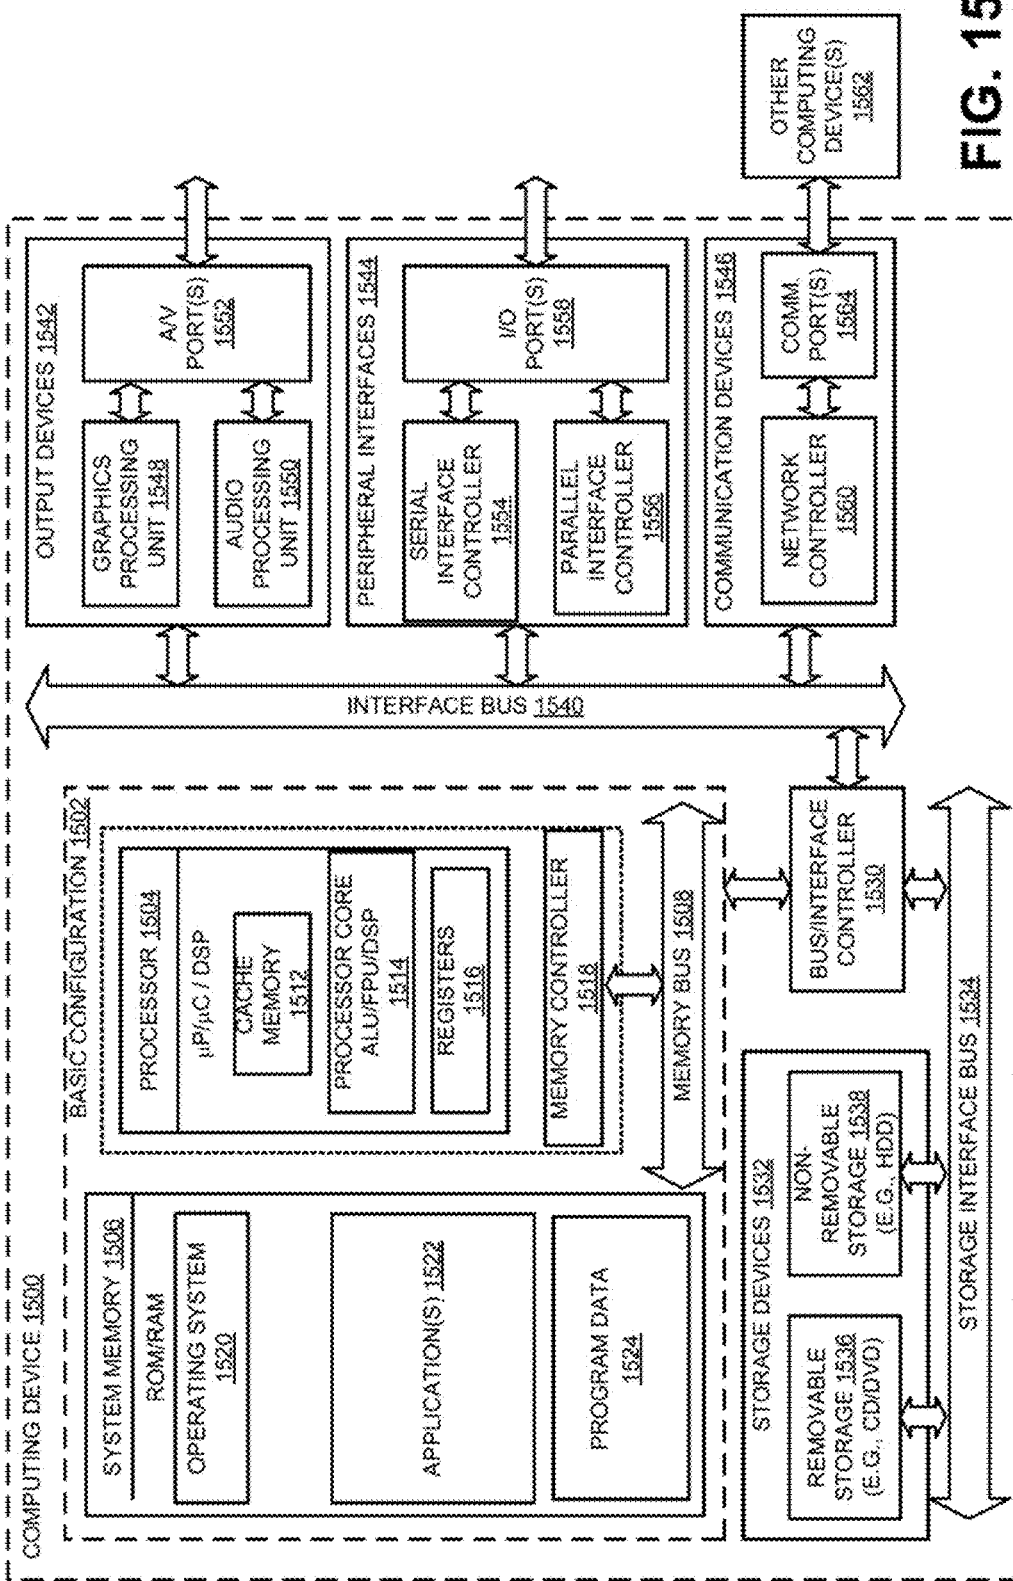 COMPUTING DEVICE 1500
BASIC CONFIGURATION 1502
SYSTEM MEMORY 1506
ROM/RAM
OPERATING SYSTEM
1520
APPLICATION(S) 1522
PROGRAM DATA
1524
PROCESSOR 1504
µP/µC / DSP
CACHE
MEMORY
1512
PROCESSOR CORE
ALU/FPU/DSP
1514
REGISTERS
1516
MEMORY CONTROLLER
1518
MEMORY BUS 1508
BUS/INTERFACE
CONTROLLER
1530
STORAGE DEVICES 1532
REMOVABLE
STORAGE 1536
(E.G., CD/DVD)
NON-
REMOVABLE
STORAGE 1538
(E.G., HDD)
STORAGE INTERFACE BUS 1534
INTERFACE BUS 1540
OUTPUT DEVICES 1542
GRAPHICS
PROCESSING
UNIT 1548
AUDIO
PROCESSING
UNIT 1550
A/V
PORT(S)
1552
PERIPHERAL INTERFACES 1544
SERIAL
INTERFACE
CONTROLLER
1554
PARALLEL
INTERFACE
CONTROLLER
1556
I/O
PORT(S)
1558
COMMUNICATION DEVICES 1546
NETWORK
CONTROLLER
1560
COMM.
PORT(S)
1564
OTHER
COMPUTING
DEVICE(S)
1562
FIG. 15